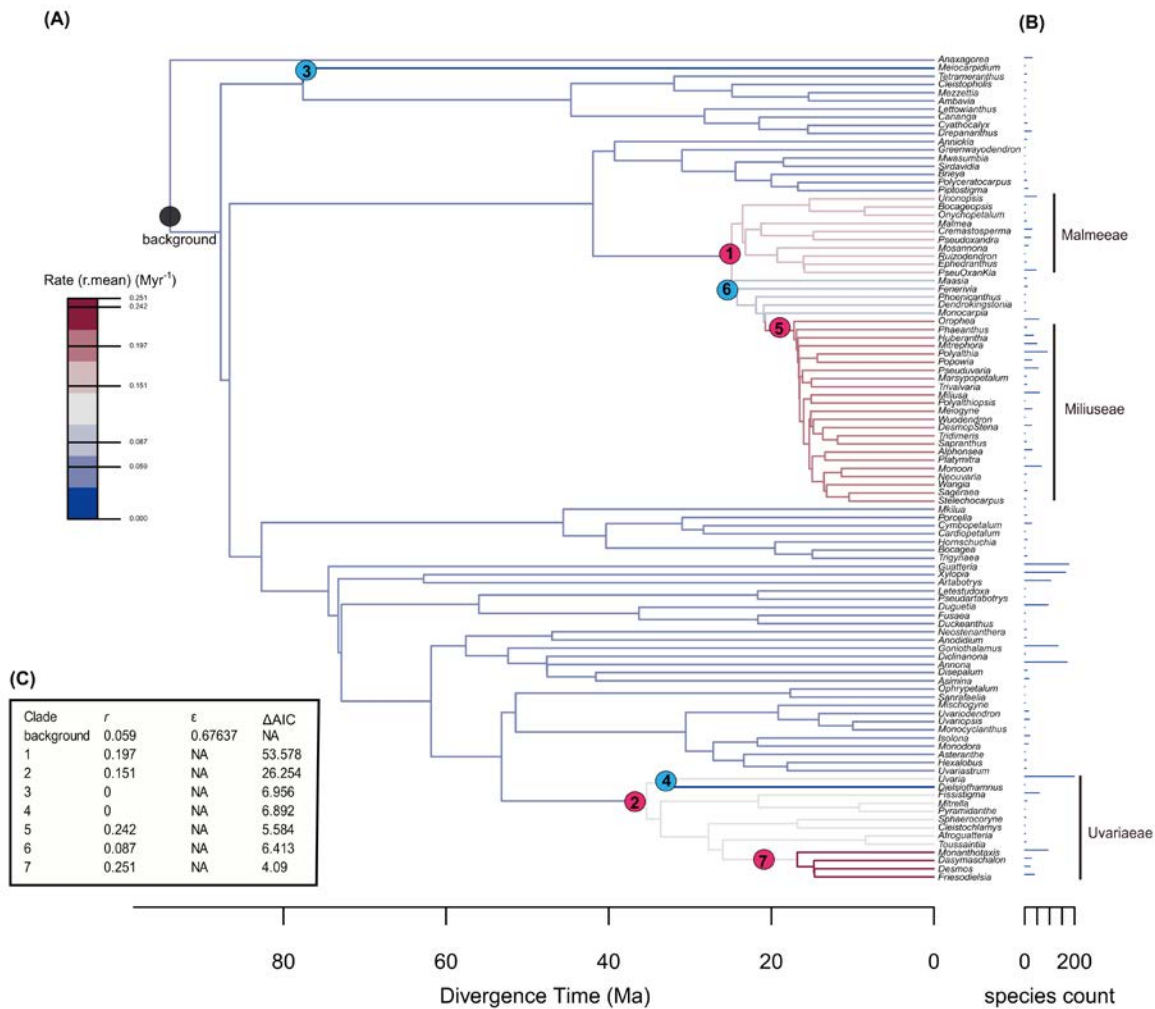 (A)
(B)
Anaxagorea
Meiocarpidium
Tetrameranthus
Cleistopholis
Mezzettia
Ambavia
Lettowianthus
Cananga
Cyathocalyx
Drepananthus
Annickia
Greenwayodendron
Mwasumbia
Sirdavidia
Brieya
Polyceratocarpus
Piptostigma
Unonopsis
Bocageopsis
Onychopetalum
Malmea
Cremastosperma
Pseudoxandra
Mosannona
Ruizodendron
Ephedranthus
PseuOxanKla
Maasia
Fenerivia
Phoenicanthus
Dendrokingstonia
Monocarpia
Orophea
Phaeanthus
Huberantha
Mitrephora
Polyalthia
Popowia
Pseuduvaria
Marsypopetalum
Trivalvaria
Miliusa
Polyalthiopsis
Meiogyne
Wuodendron
DesmopStena
Tridimeris
Sapranthus
Alphonsea
Platymitra
Monoon
Neouvaria
Wangia
Sageraea
Stelechocarpus
Mkilua
Porcelia
Cymbopetalum
Cardiopetalum
Hornschuchia
Bocagea
Trigynaea
Guatteria
Xylopia
Artabotrys
Letestudoxa
Pseudartabotrys
Duguetia
Fusaea
Duckeanthus
Neostenanthera
Anonidium
Goniothalamus
Diclinanona
Annona
Disepalum
Asimina
Ophrypetalum
Sanrafaelia
Mischogyne
Uvariodendron
Uvariopsis
Monocyclanthus
Isolona
Monodora
Asteranthe
Hexalobus
Uvariastrum
Uvaria
Dielsiothamnus
Fissistigma
Mitrella
Pyramidanthe
Sphaerocoryne
Cleistochlamys
Afroguatteria
Toussaintia
Monanthotaxis
Dasymaschalon
Desmos
Friesodielsia
Malmeeae
Miliuseae
Uvariaeae
3
1
6
5
4
2
7
background
Rate (r.mean) (Myr-1)
0.251
0.242
0.197
0.151
0.087
0.059
0.000
(C)
Clade r ε ΔAIC
background 0.059 0.67637 NA
1 0.197 NA 53.578
2 0.151 NA 26.254
3 0 NA 6.956
4 0 NA 6.892
5 0.242 NA 5.584
6 0.087 NA 6.413
7 0.251 NA 4.09
80 60 40 20 0
Divergence Time (Ma)
0 200
species count